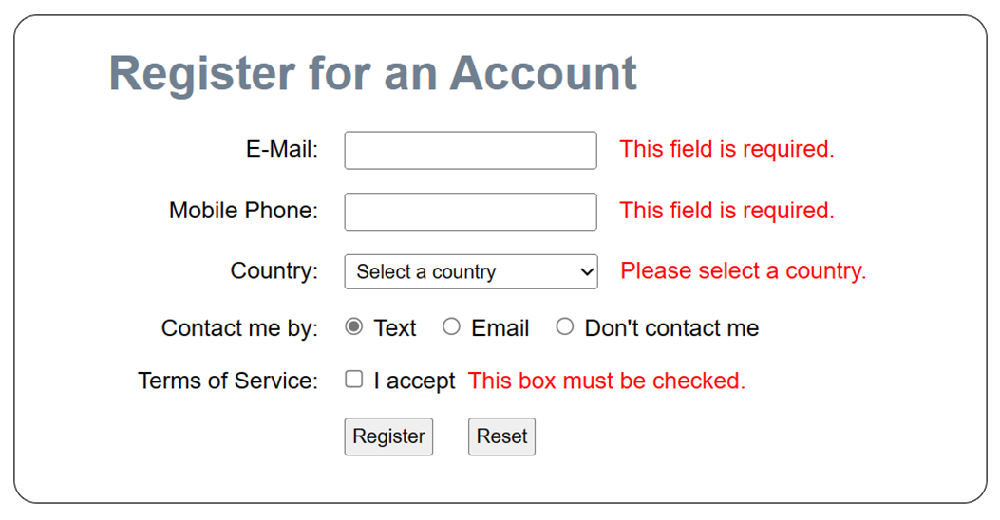 Register for an Account
E-Mail: This field is required.
Mobile Phone: This field is required.
Country: Select a country Please select a country.
Contact me by: Text Email Don't contact me
Terms of Service: I accept This box must be checked.
Register Reset